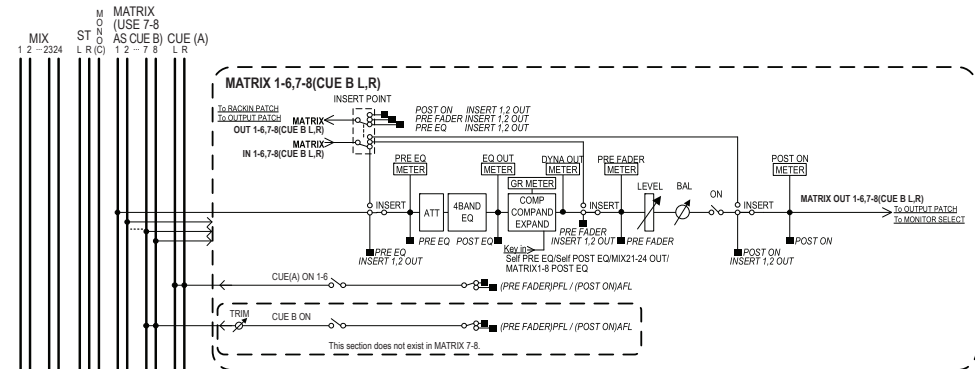 MIX
1 2 ··· 23 24
ST
L R
MONO
(C)
MATRIX
(USE 7-8
AS CUE B)
1 2 ··· 7 8
CUE (A)
L R
MATRIX 1-6,7-8(CUE B L,R)
INSERT POINT
To RACKIN PATCH
To OUTPUT PATCH
MATRIX
OUT 1-6,7-8(CUE B L,R)
MATRIX
IN 1-6,7-8(CUE B L,R)
POST ON INSERT 1,2 OUT
PRE FADER INSERT 1,2 OUT
PRE EQ INSERT 1,2 OUT
PRE EQ
METER
EQ OUT
METER
DYNA OUT
METER
PRE FADER
METER
POST ON
METER
GR METER
INSERT
ATT
4BAND
EQ
COMP
COMPAND
EXPAND
INSERT
LEVEL
BAL
ON
INSERT
MATRIX OUT 1-6,7-8(CUE B L,R)
To OUTPUT PATCH
To MONITOR SELECT
PRE EQ
INSERT 1,2 OUT
PRE EQ
POST EQ
PRE FADER
INSERT 1,2 OUT
PRE FADER
POST ON
INSERT 1,2 OUT
POST ON
Key in
Self PRE EQ/Self POST EQ/MIX21-24 OUT/
MATRIX1-8 POST EQ
CUE(A) ON 1-6
(PRE FADER)PFL / (POST ON)AFL
TRIM
CUE B ON
(PRE FADER)PFL / (POST ON)AFL
This section does not exist in MATRIX 7-8.